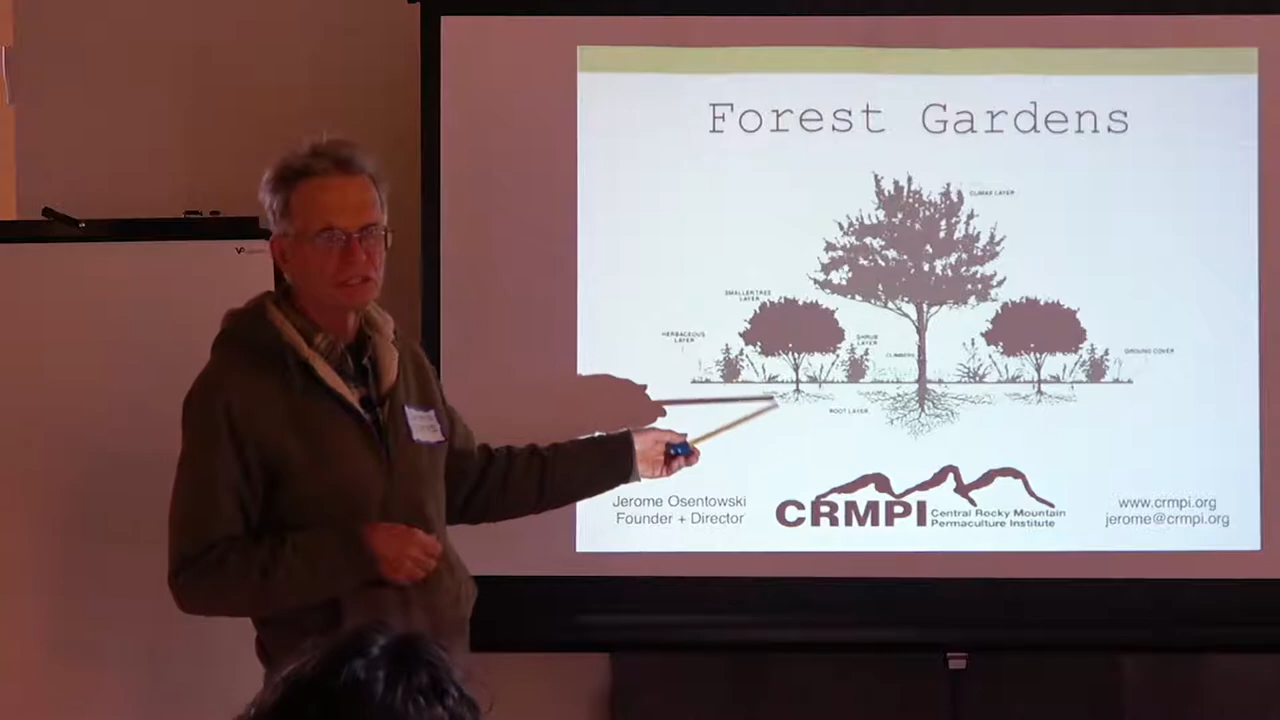 Forest Gardens
CLIMAX LAYER
SMALLER TREE
LAYER
HERBACEOUS
LAYER
SHRUB
LAYER
CLIMBERS
GROUND COVER
ROOT LAYER
Jerome Osentowski
Founder + Director
CRMPI
Central Rocky Mountain
Permaculture Institute
www.crmpi.org
jerome@crmpi.org